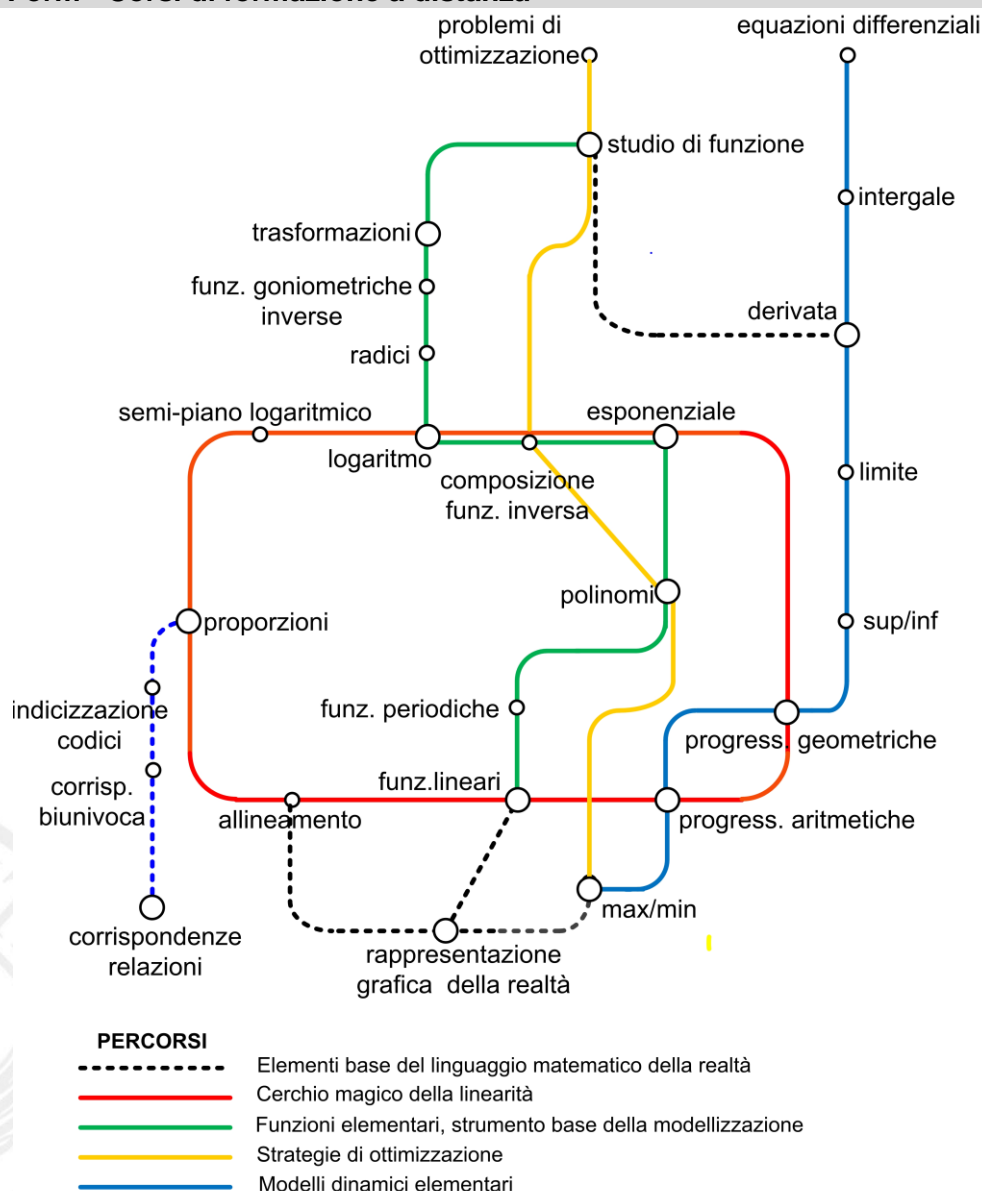 problemi di
ottimizzazione
equazioni differenziali
studio di funzione
intergale
trasformazioni
funz. goniometriche
inverse
derivata
radici
semi-piano logaritmico
esponenziale
logaritmo
composizione
funz. inversa
limite
polinomi
proporzioni
sup/inf
indicizzazione
codici
funz. periodiche
progress. geometriche
funz.lineari
corrisp.
biunivoca
allineamento
progress. aritmetiche
max/min
corrispondenze
relazioni
rappresentazione
grafica della realtà
PERCORSI
Elementi base del linguaggio matematico della realtà
Cerchio magico della linearità
Funzioni elementari, strumento base della modellizzazione
Strategie di ottimizzazione
Modelli dinamici elementari